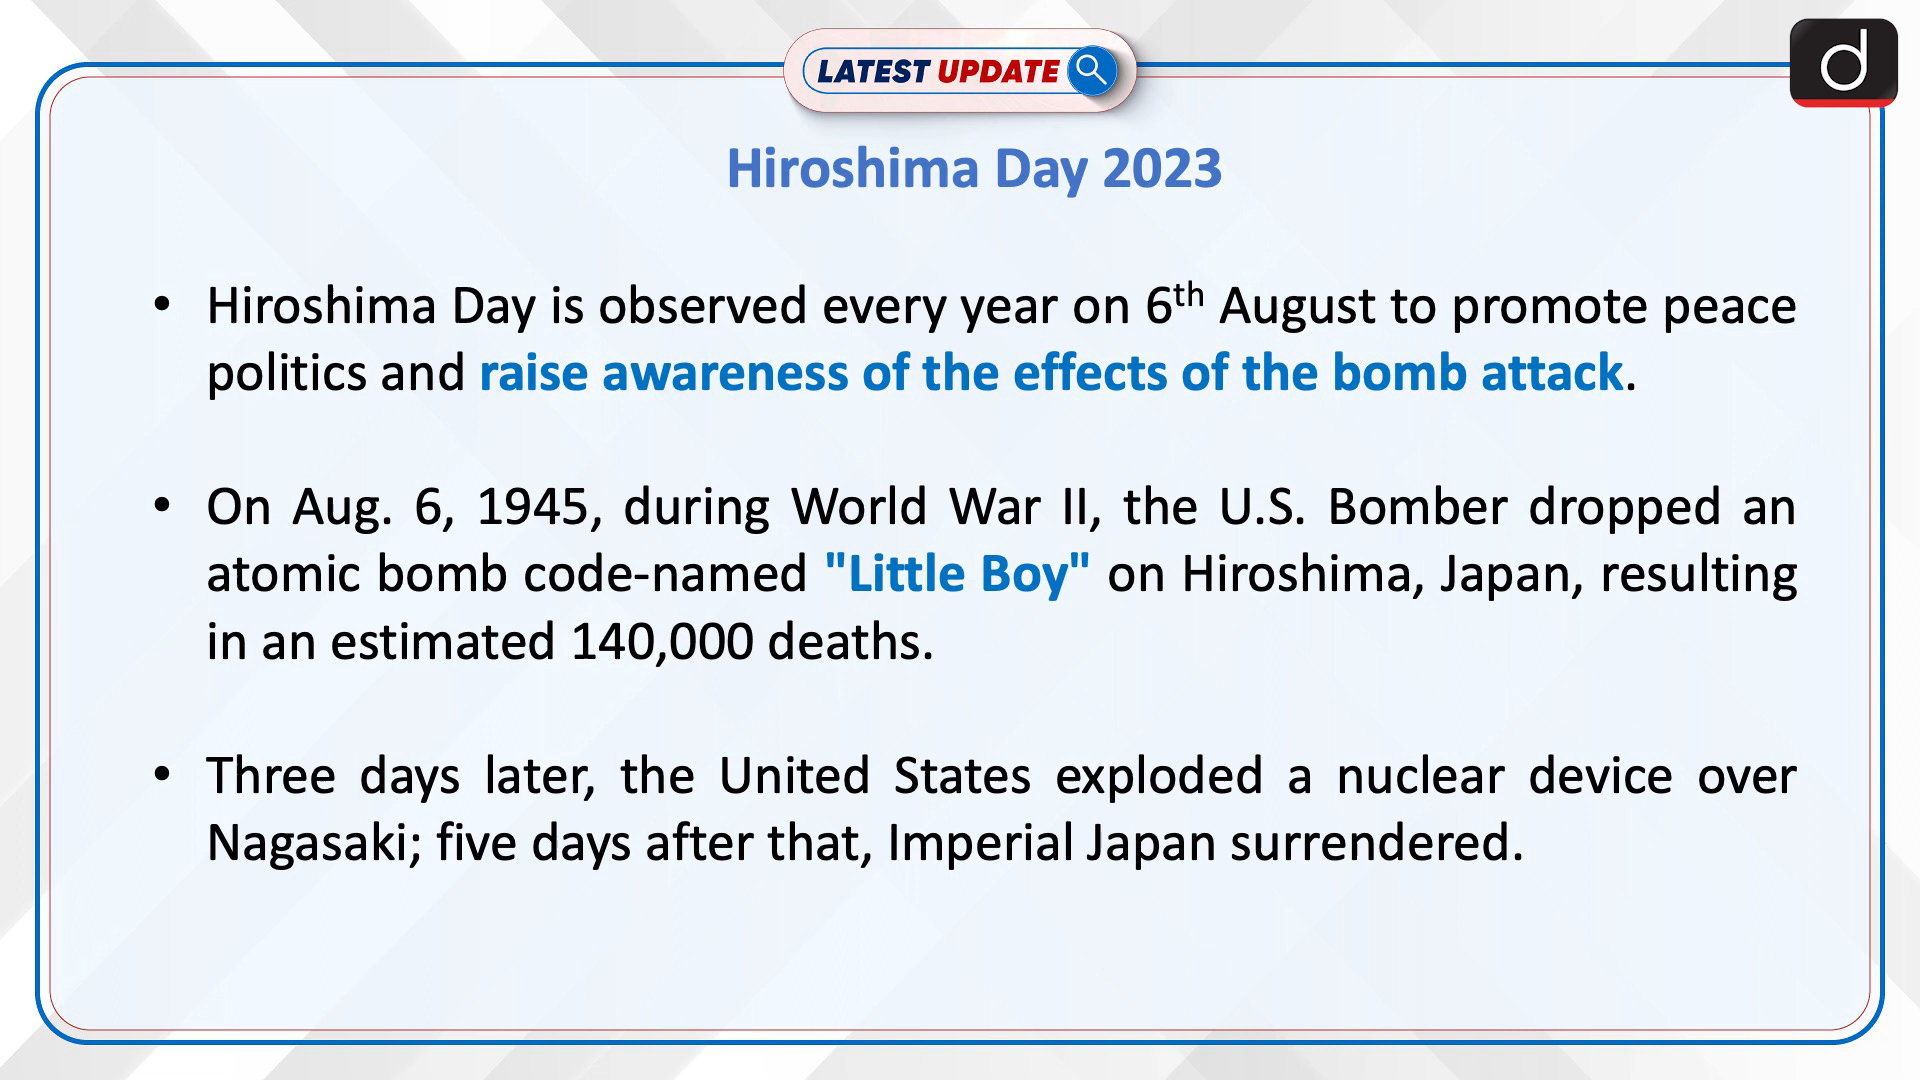 LATEST UPDATE
d
Hiroshima Day 2023
• Hiroshima Day is observed every year on 6th August to promote peace
politics and raise awareness of the effects of the bomb attack.
• On Aug. 6, 1945, during World War II, the U.S. Bomber dropped an
atomic bomb code-named "Little Boy" on Hiroshima, Japan, resulting
in an estimated 140,000 deaths.
• Three days later, the United States exploded a nuclear device over
Nagasaki; five days after that, Imperial Japan surrendered.